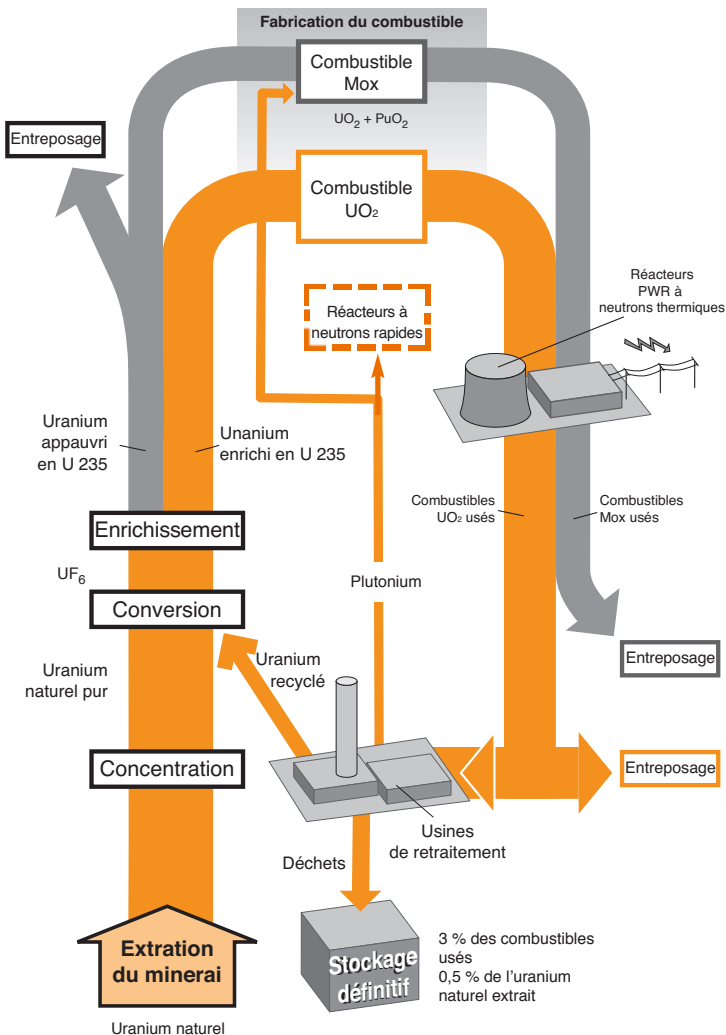 Fabrication du combustible
Combustible
Mox
UO2 + PuO2
Entreposage
Combustible
UO2
Réacteurs
PWR à
neutrons thermiques
Réacteurs à
neutrons rapides
Uranium
appauvri
en U 235
Unanium
enrichi en U 235
Combustibles
UO2 usés
Combustibles
Mox usés
Enrichissement
UF6
Plutonium
Conversion
Uranium
recyclé
Uranium
naturel pur
Entreposage
Concentration
Entreposage
Usines
de retraitement
Déchets
Extration
du minerai
Stockage
définitif
3 % des combustibles
usés
0,5 % de l'uranium
naturel extrait
Uranium naturel